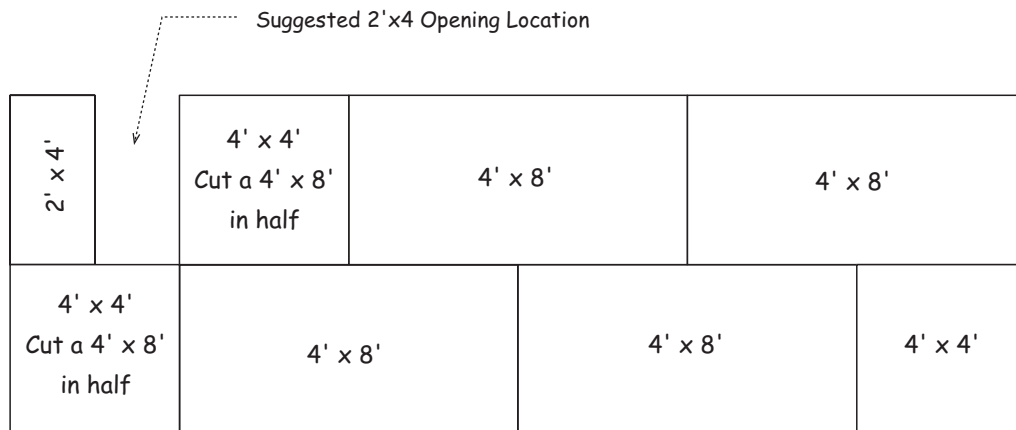 Suggested 2'x4 Opening Location
2' x 4'
4' x 4'
Cut a 4' x 8'
in half
4' x 8'
4' x 8'
4' x 4'
Cut a 4' x 8'
in half
4' x 8'
4' x 8'
4' x 4'